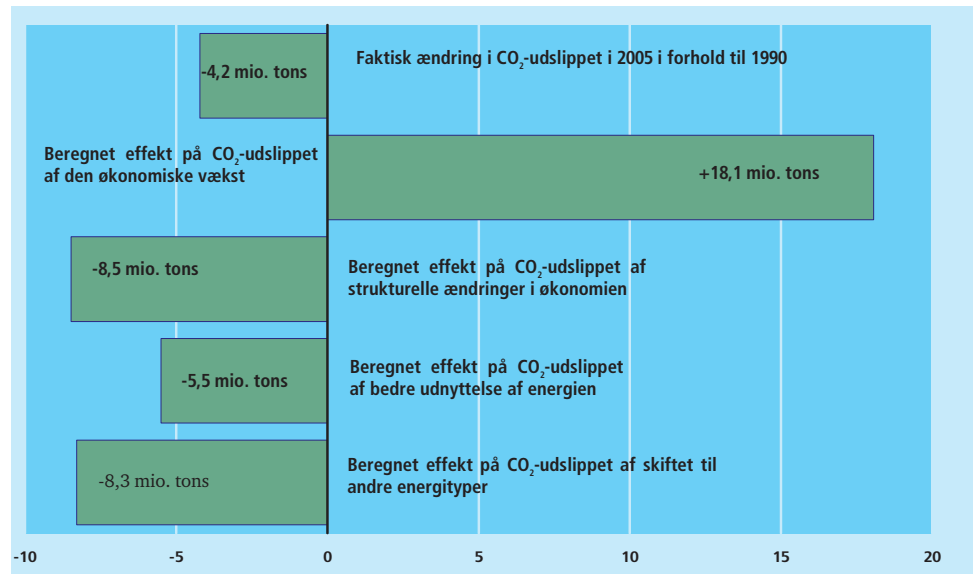 Faktisk ændring i CO₂-udslippet i 2005 i forhold til 1990
-4,2 mio. tons
Beregnet effekt på CO₂-udslippet
af den økonomiske vækst
+18,1 mio. tons
-8,5 mio. tons
Beregnet effekt på CO₂-udslippet af
strukturelle ændringer i økonomien
-5,5 mio. tons
Beregnet effekt på CO₂-udslippet
af bedre udnyttelse af energien
-8,3 mio. tons
Beregnet effekt på CO₂-udslippet af skiftet til
andre energityper
-10 -5 0 5 10 15 20